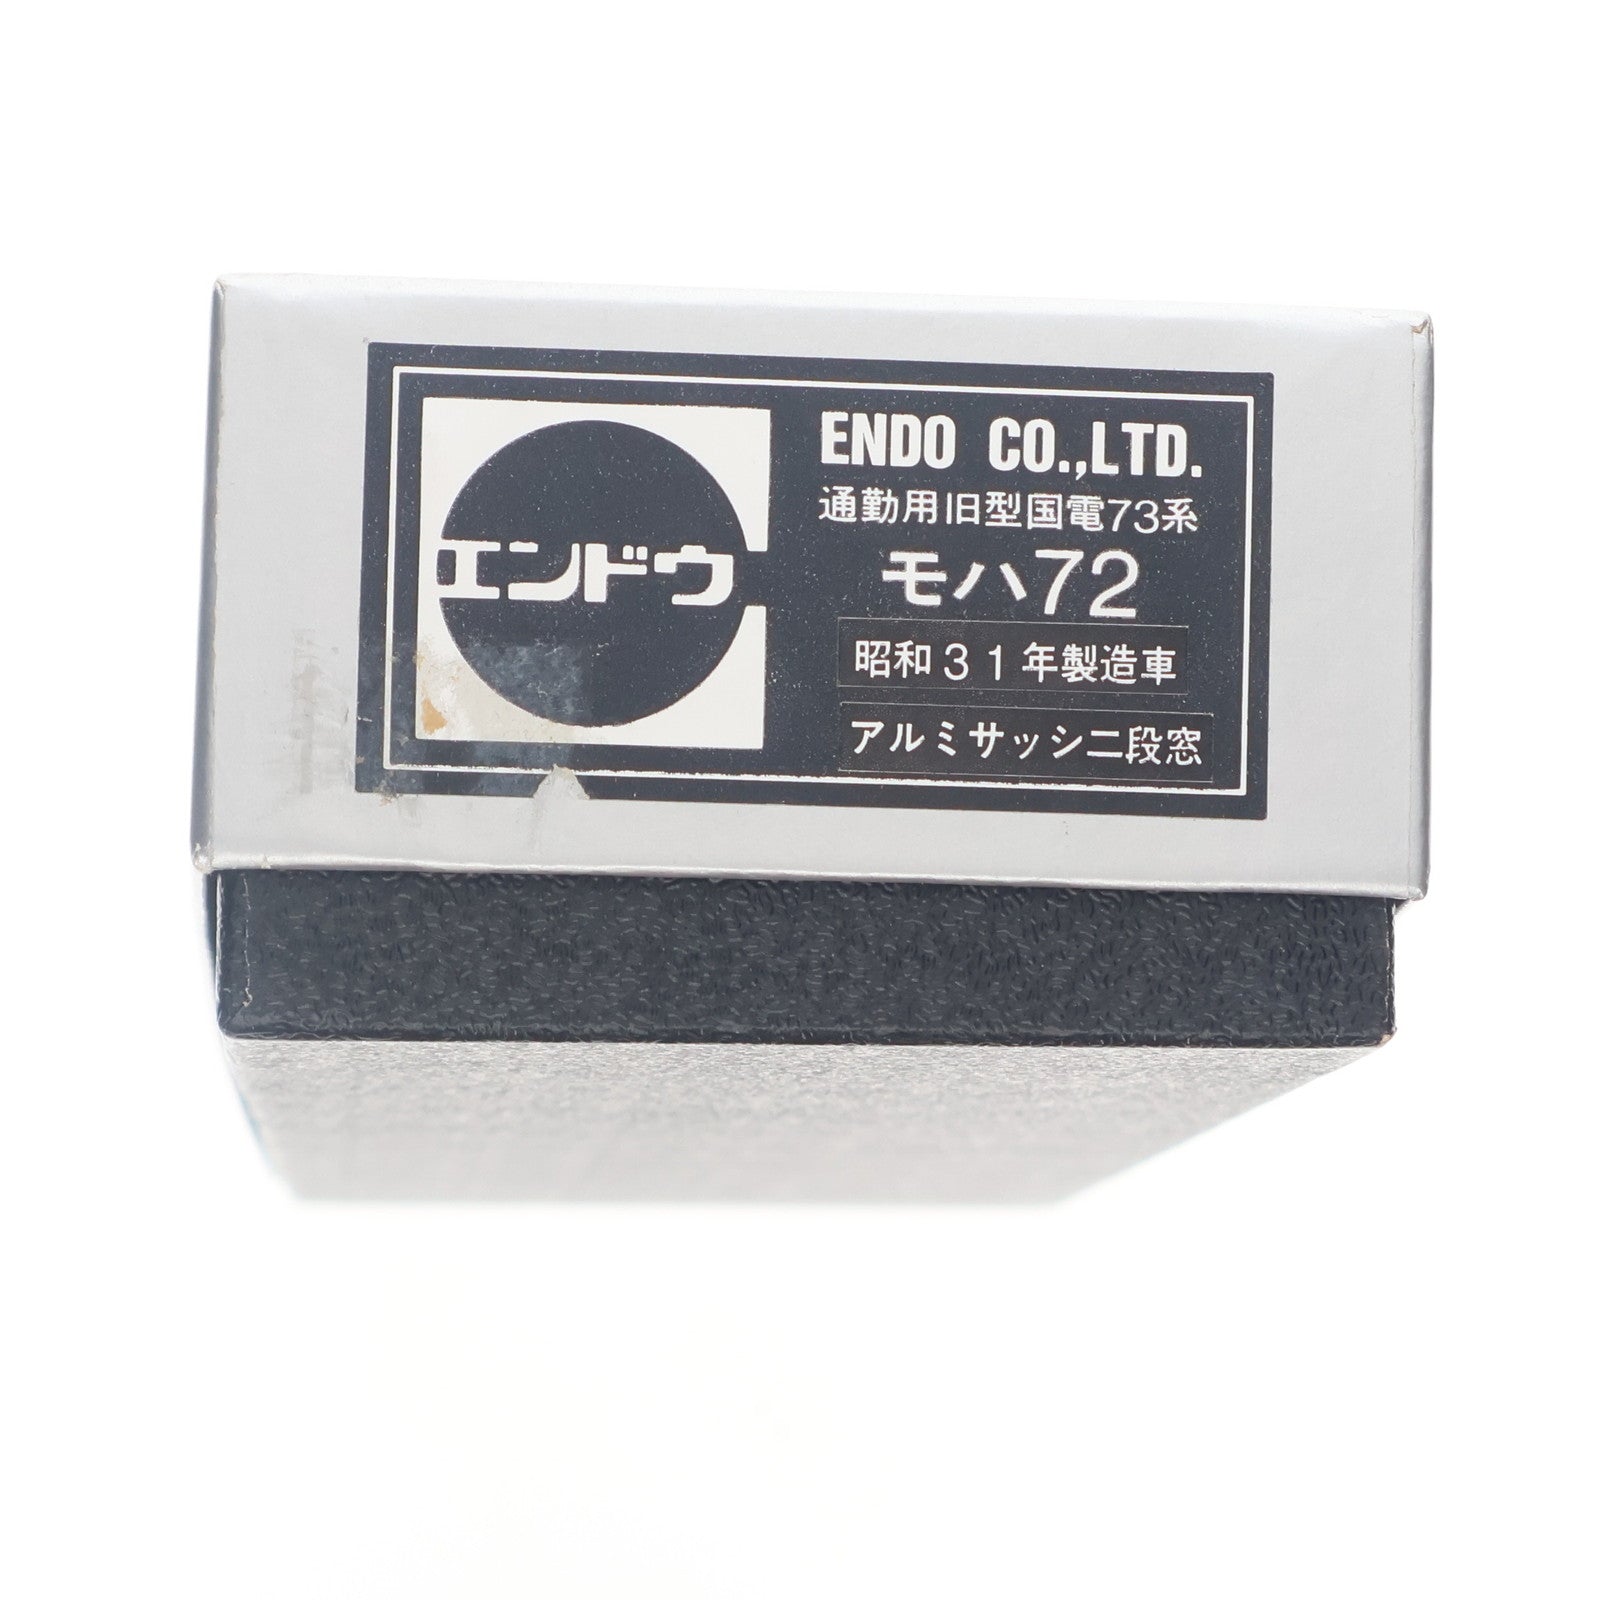 エンドウ
ENDO CO.,LTD.
通勤用旧型国電73系
モハ72
昭和31年製造車
アルミサッシ二段窓